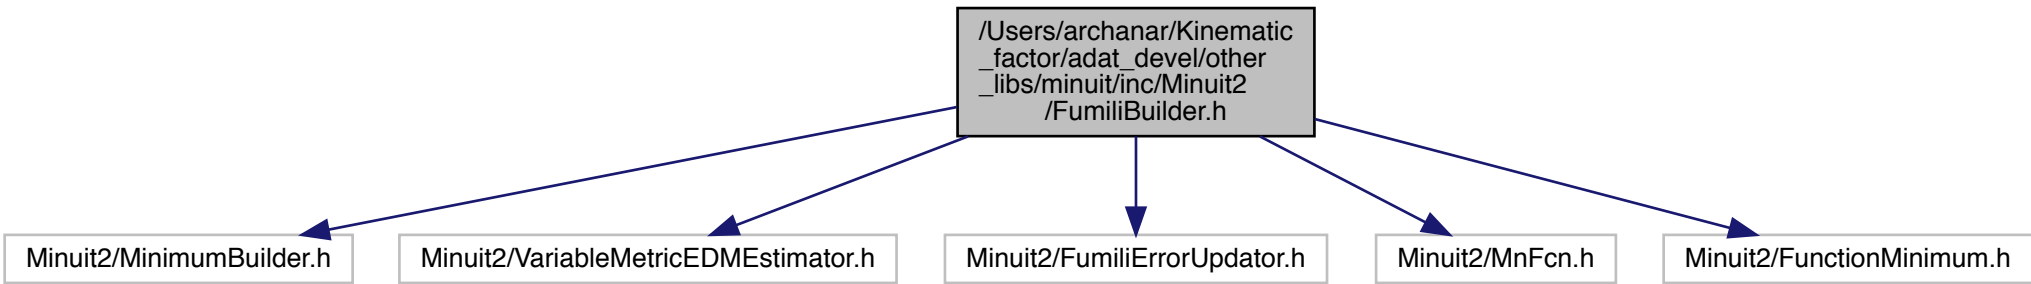 /Users/archanar/Kinematic
_factor/adat_devel/other
_libs/minuit/inc/Minuit2
/FumiliBuilder.h
Minuit2/MinimumBuilder.h
Minuit2/VariableMetricEDMEstimator.h
Minuit2/FumiliErrorUpdator.h
Minuit2/MnFcn.h
Minuit2/FunctionMinimum.h